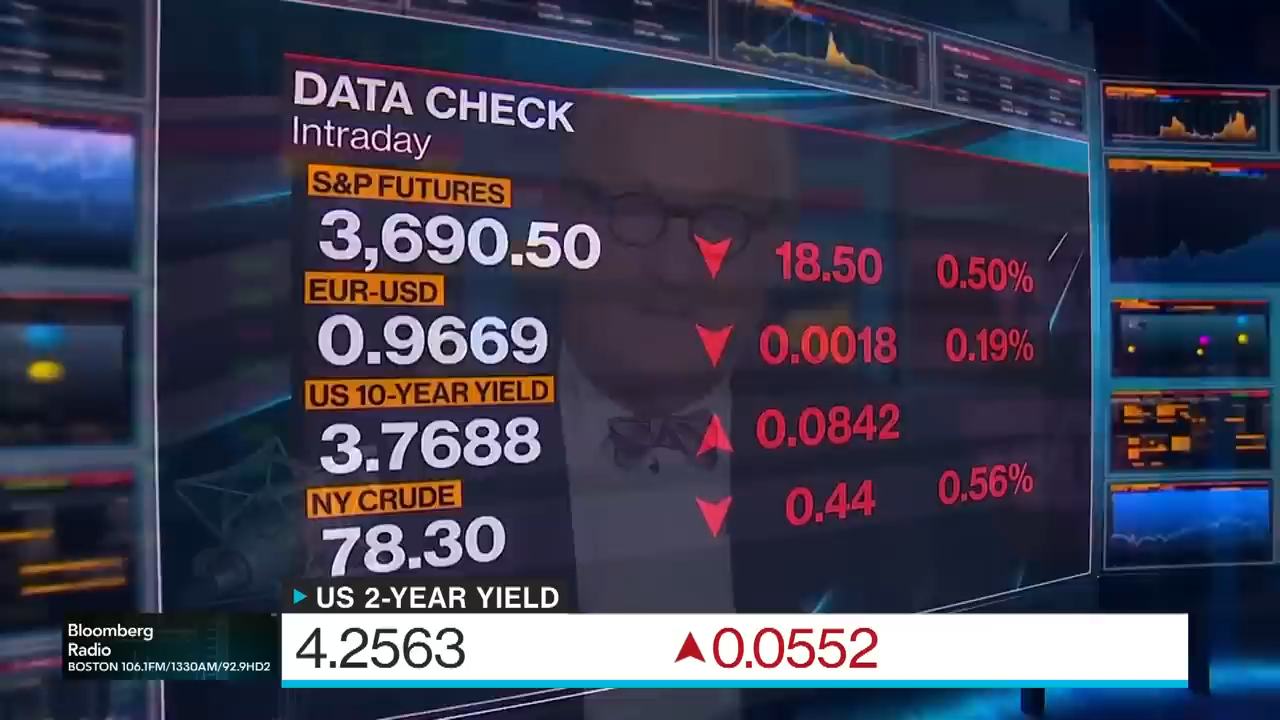 DATA CHECK
Intraday
S&P FUTURES
3,690.50 18.50 0.50%
EUR-USD
0.9669 0.0018 0.19%
US 10-YEAR YIELD
3.7688 0.0842
NY CRUDE
78.30 0.44 0.56%
US 2-YEAR YIELD
4.2563 0.0552
Bloomberg
Radio
BOSTON 106.1FM/1330AM/92.9HD2